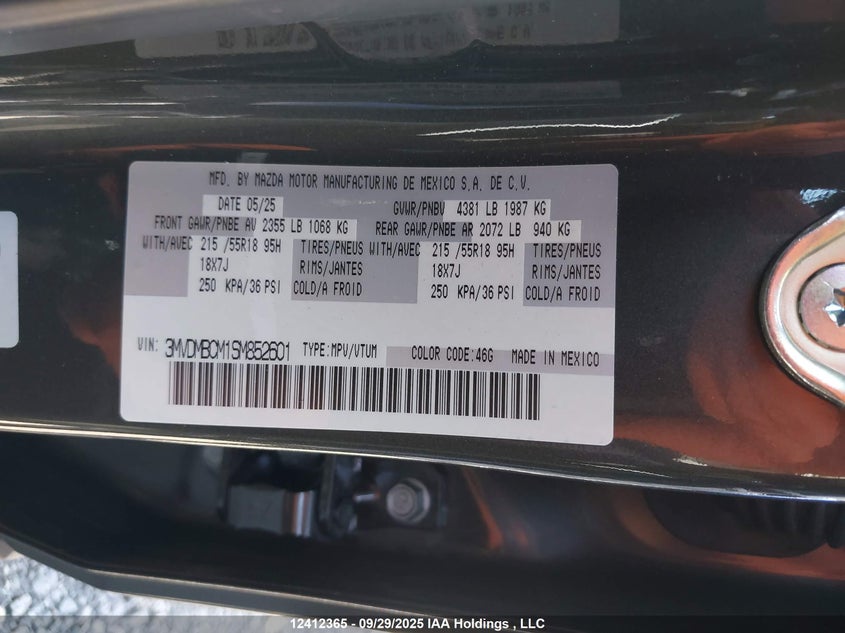 MFD. BY MAZDA MOTOR MANUFACTURING DE MEXICO S.A. DE C.V.
DATE 05/25 GVWR/PNBV 4381 LB 1987 KG
FRONT GAWR/PNBE AV 2355 LB 1068 KG REAR GAWR/PNBE AR 2072 LB 940 KG
WITH/AVEC 215 /55R18 95H TIRES/PNEUS WITH/AVEC 215 /55R18 95H TIRES/PNEUS
18X7J RIMS/JANTES 18X7J RIMS/JANTES
250 KPA/36 PSI COLD/A FROID 250 KPA/36 PSI COLD/A FROID
VIN: 3MVDMBCM1SM852601 TYPE:MPV/VTUM COLOR CODE:46G MADE IN MEXICO
12412365 - 09/29/2025 IAA Holdings , LLC